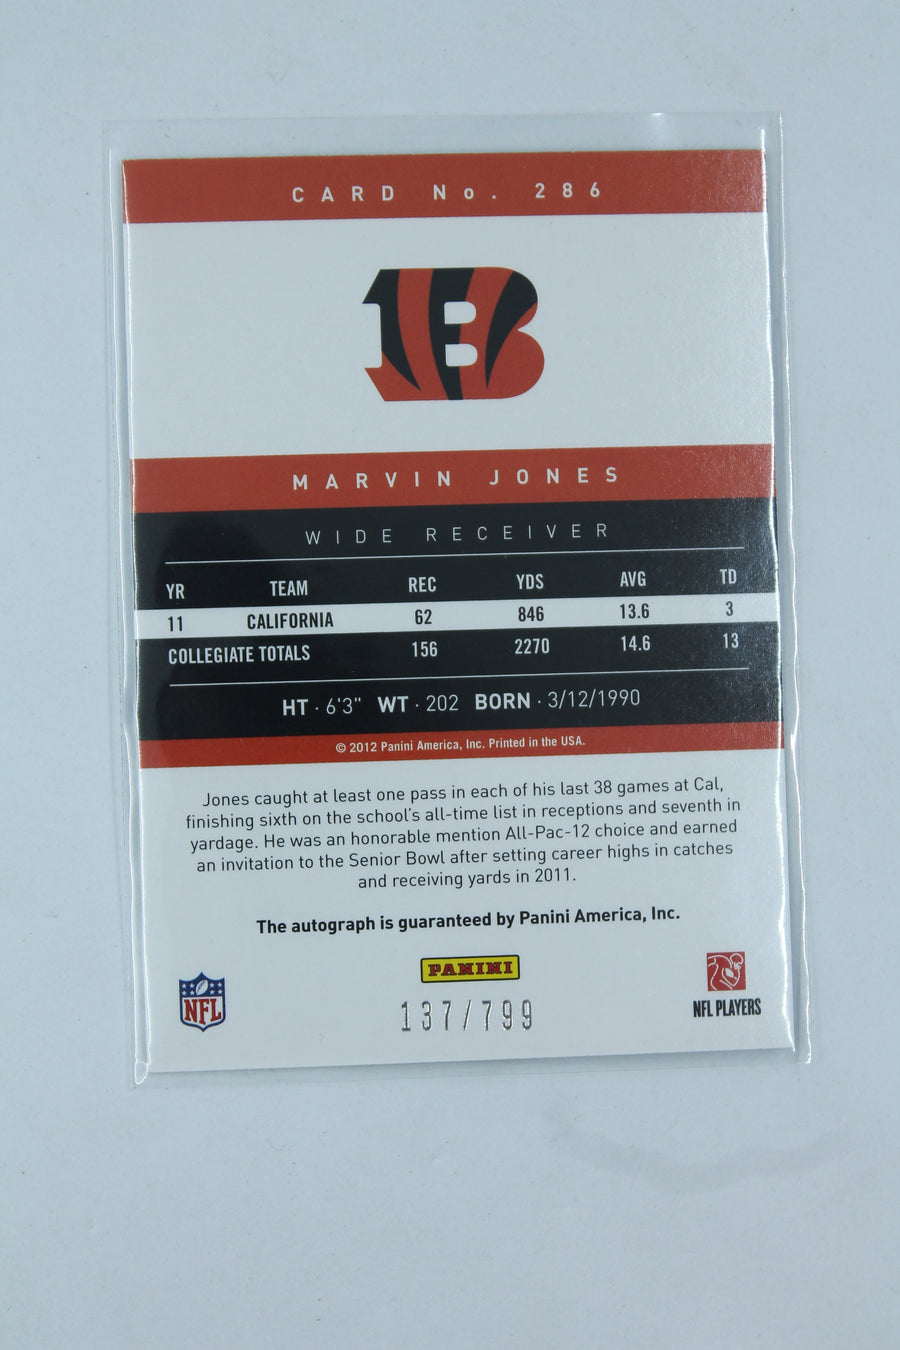 CARD No. 286
B
MARVIN JONES
WIDE RECEIVER
YR TEAM REC YDS AVG TD
11 CALIFORNIA 62 846 13.6 3
COLLEGIATE TOTALS 156 2270 14.6 13
HT · 6'3" WT · 202 BORN · 3/12/1990
© 2012 Panini America, Inc. Printed in the USA.
Jones caught at least one pass in each of his last 38 games at Cal,
finishing sixth on the school's all-time list in receptions and seventh in
yardage. He was an honorable mention All-Pac-12 choice and earned
an invitation to the Senior Bowl after setting career highs in catches
and receiving yards in 2011.
The autograph is guaranteed by Panini America, Inc.
PANINI
NFL
137/799
NFL PLAYERS